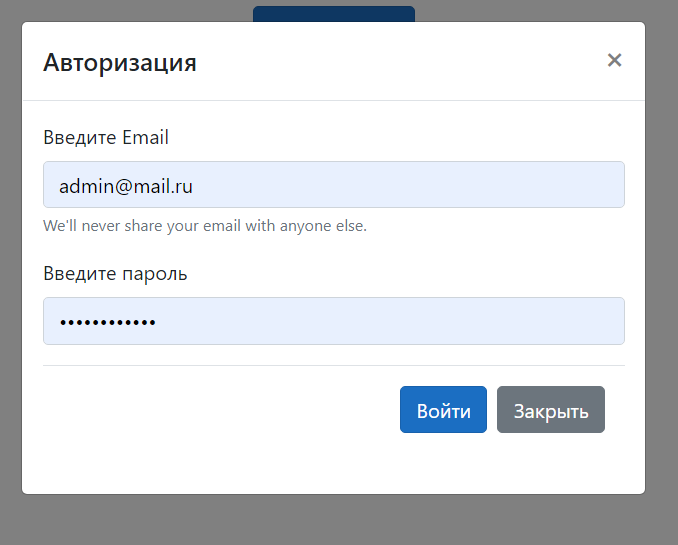 Авторизация ×
Введите Email
admin@mail.ru
We'll never share your email with anyone else.
Введите пароль
••••••••••••
Войти Закрыть